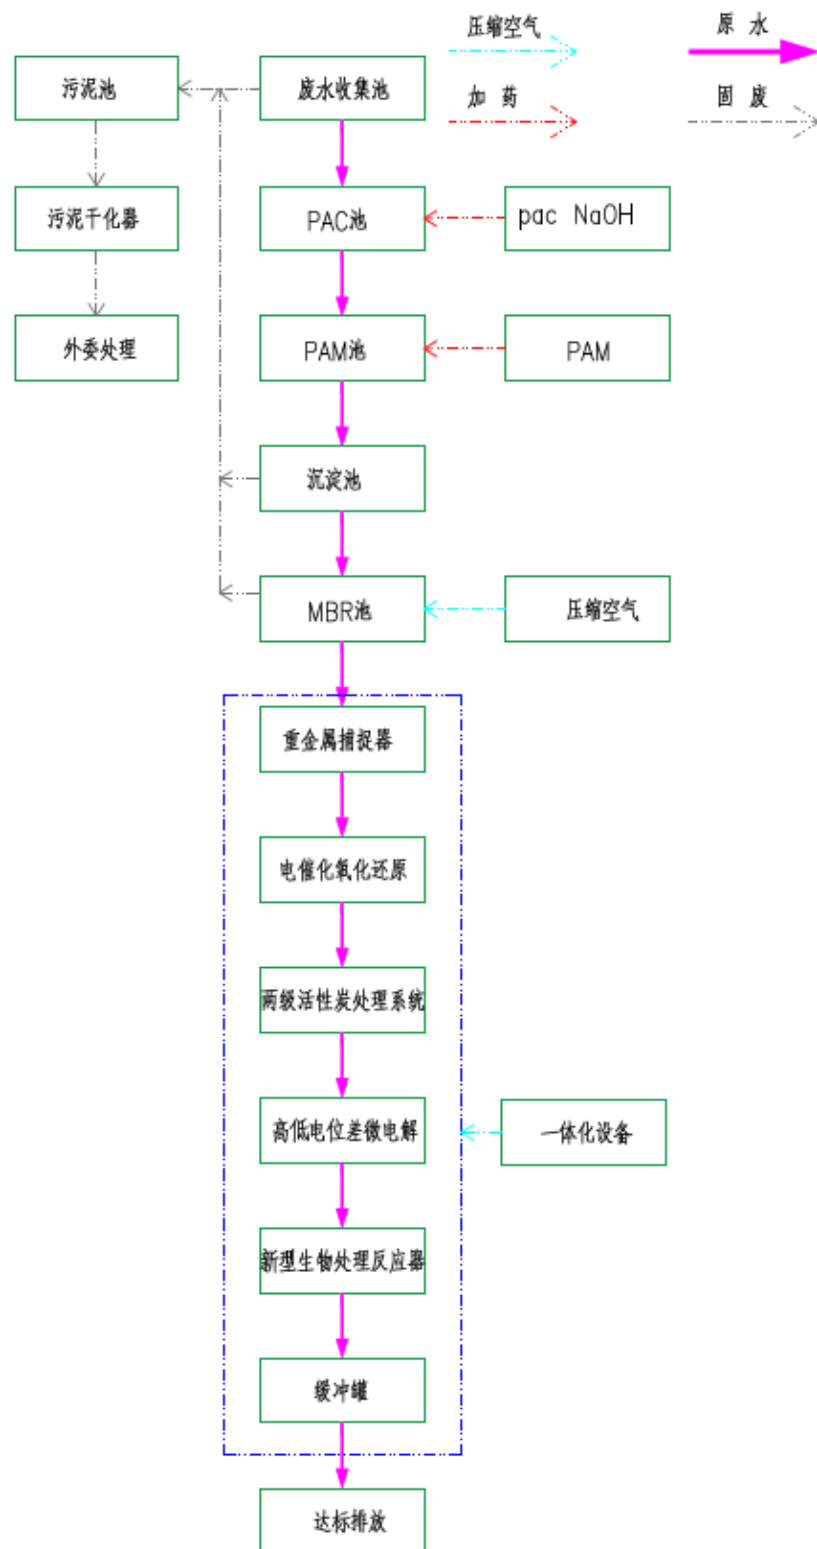 压缩空气
原 水
污泥池
废水收集池
加 药
固 废
污泥干化器
PAC池
pac NaOH
外委处理
PAM池
PAM
沉淀池
MBR池
压缩空气
重金属捕捉器
电催化氧化还原
两级活性炭处理系统
高低电位差微电解
一体化设备
新型生物处理反应器
缓冲罐
达标排放